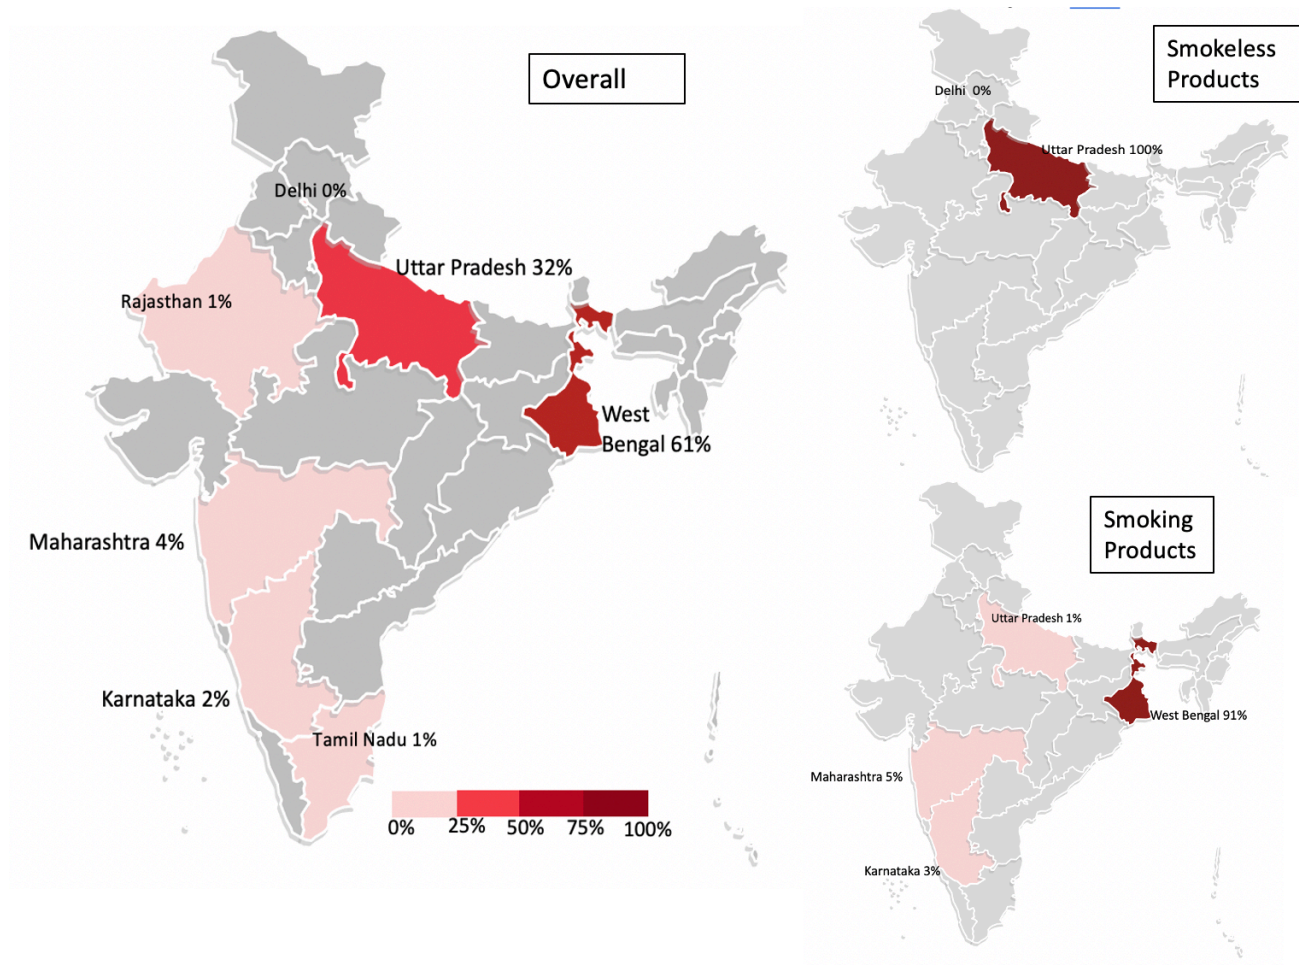 Overall
Delhi 0%
Uttar Pradesh 32%
Rajasthan 1%
West
Bengal 61%
Maharashtra 4%
Karnataka 2%
Tamil Nadu 1%
0% 25% 50% 75% 100%
Smokeless
Products
Delhi 0%
Uttar Pradesh 100%
Smoking
Products
Uttar Pradesh 1%
West Bengal 91%
Maharashtra 5%
Karnataka 3%